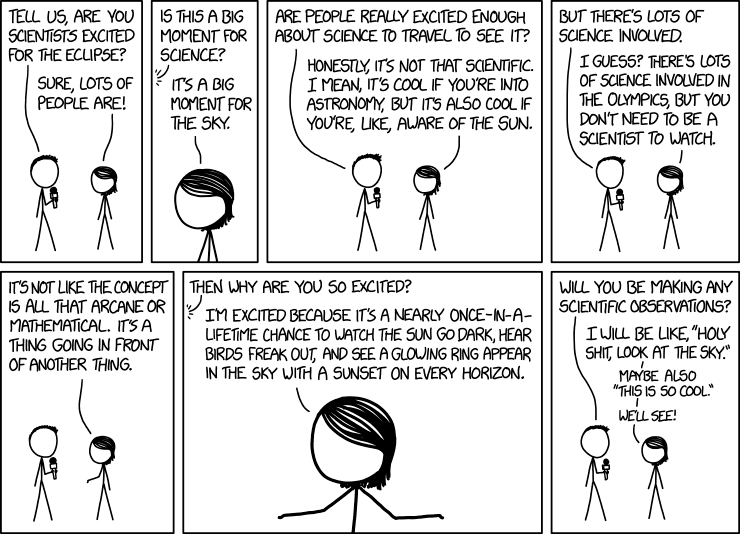 TELL US, ARE YOU
SCIENTISTS EXCITED
FOR THE ECLIPSE?
SURE, LOTS OF
PEOPLE ARE!
IS THIS A BIG
MOMENT FOR
SCIENCE?
IT'S A BIG
MOMENT FOR
THE SKY.
ARE PEOPLE REALLY EXCITED ENOUGH
ABOUT SCIENCE TO TRAVEL TO SEE IT?
HONESTLY, IT'S NOT THAT SCIENTIFIC.
I MEAN, IT'S COOL IF YOU'RE INTO
ASTRONOMY, BUT IT'S ALSO COOL IF
YOU'RE, LIKE, AWARE OF THE SUN.
BUT THERE'S LOTS OF
SCIENCE INVOLVED.
I GUESS? THERE'S LOTS
OF SCIENCE INVOLVED IN
THE OLYMPICS, BUT YOU
DON'T NEED TO BE A
SCIENTIST TO WATCH.
IT'S NOT LIKE THE CONCEPT
IS ALL THAT ARCANE OR
MATHEMATICAL. IT'S A
THING GOING IN FRONT
OF ANOTHER THING.
THEN WHY ARE YOU SO EXCITED?
I'M EXCITED BECAUSE IT'S A NEARLY ONCE-IN-A-
LIFETIME CHANCE TO WATCH THE SUN GO DARK, HEAR
BIRDS FREAK OUT, AND SEE A GLOWING RING APPEAR
IN THE SKY WITH A SUNSET ON EVERY HORIZON.
WILL YOU BE MAKING ANY
SCIENTIFIC OBSERVATIONS?
I WILL BE LIKE, "HOLY
SHIT, LOOK AT THE SKY."
MAYBE ALSO
"THIS IS SO COOL."
WE'LL SEE!